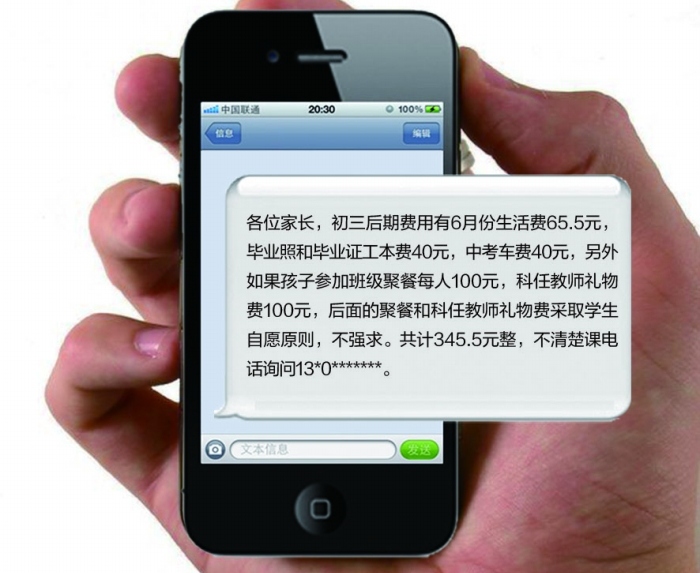 中国联通 20:30 100%
信息 编辑
各位家长，初三后期费用有6月份生活费65.5元，
毕业照和毕业证工本费40元，中考车费40元，另外
如果孩子参加班级聚餐每人100元，科任教师礼物
费100元，后面的聚餐和科任教师礼物费采取学生
自愿原则，不强求。共计345.5元整，不清楚课电
话询问13*0*******。
文本信息 发送